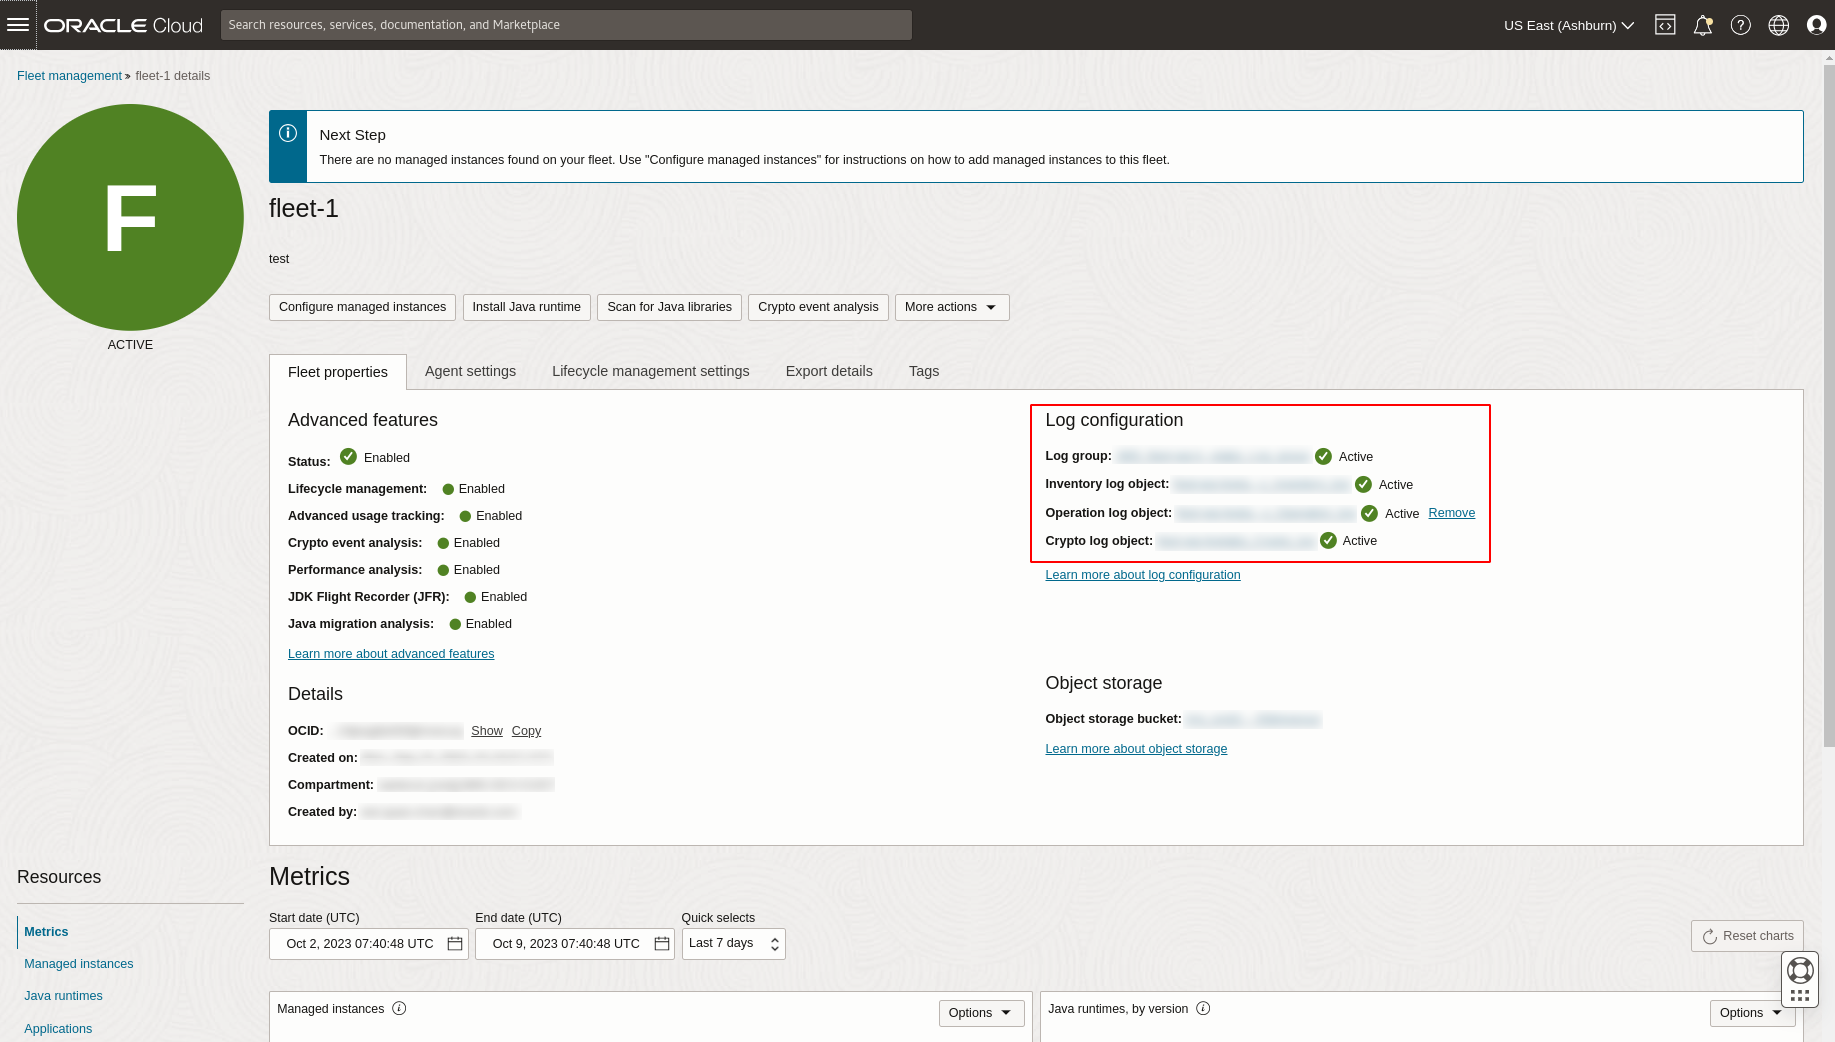 ORACLE Cloud
Search resources, services, documentation, and Marketplace
US East (Ashburn)
Fleet management » fleet-1 details
F
ACTIVE
Next Step
There are no managed instances found on your fleet. Use "Configure managed instances" for instructions on how to add managed instances to this fleet.
fleet-1
test
Configure managed instances
Install Java runtime
Scan for Java libraries
Crypto event analysis
More actions
Fleet properties
Agent settings
Lifecycle management settings
Export details
Tags
Advanced features
Status: Enabled
Lifecycle management: Enabled
Advanced usage tracking: Enabled
Crypto event analysis: Enabled
Performance analysis: Enabled
JDK Flight Recorder (JFR): Enabled
Java migration analysis: Enabled
Learn more about advanced features
Log configuration
Log group: Active
Inventory log object: Active
Operation log object: Active Remove
Crypto log object: Active
Learn more about log configuration
Details
OCID: Show Copy
Created on:
Compartment:
Created by:
Object storage
Object storage bucket:
Learn more about object storage
Resources
Metrics
Managed instances
Java runtimes
Applications
Metrics
Start date (UTC)
Oct 2, 2023 07:40:48 UTC
End date (UTC)
Oct 9, 2023 07:40:48 UTC
Quick selects
Last 7 days
Reset charts
Managed instances
Options
Java runtimes, by version
Options